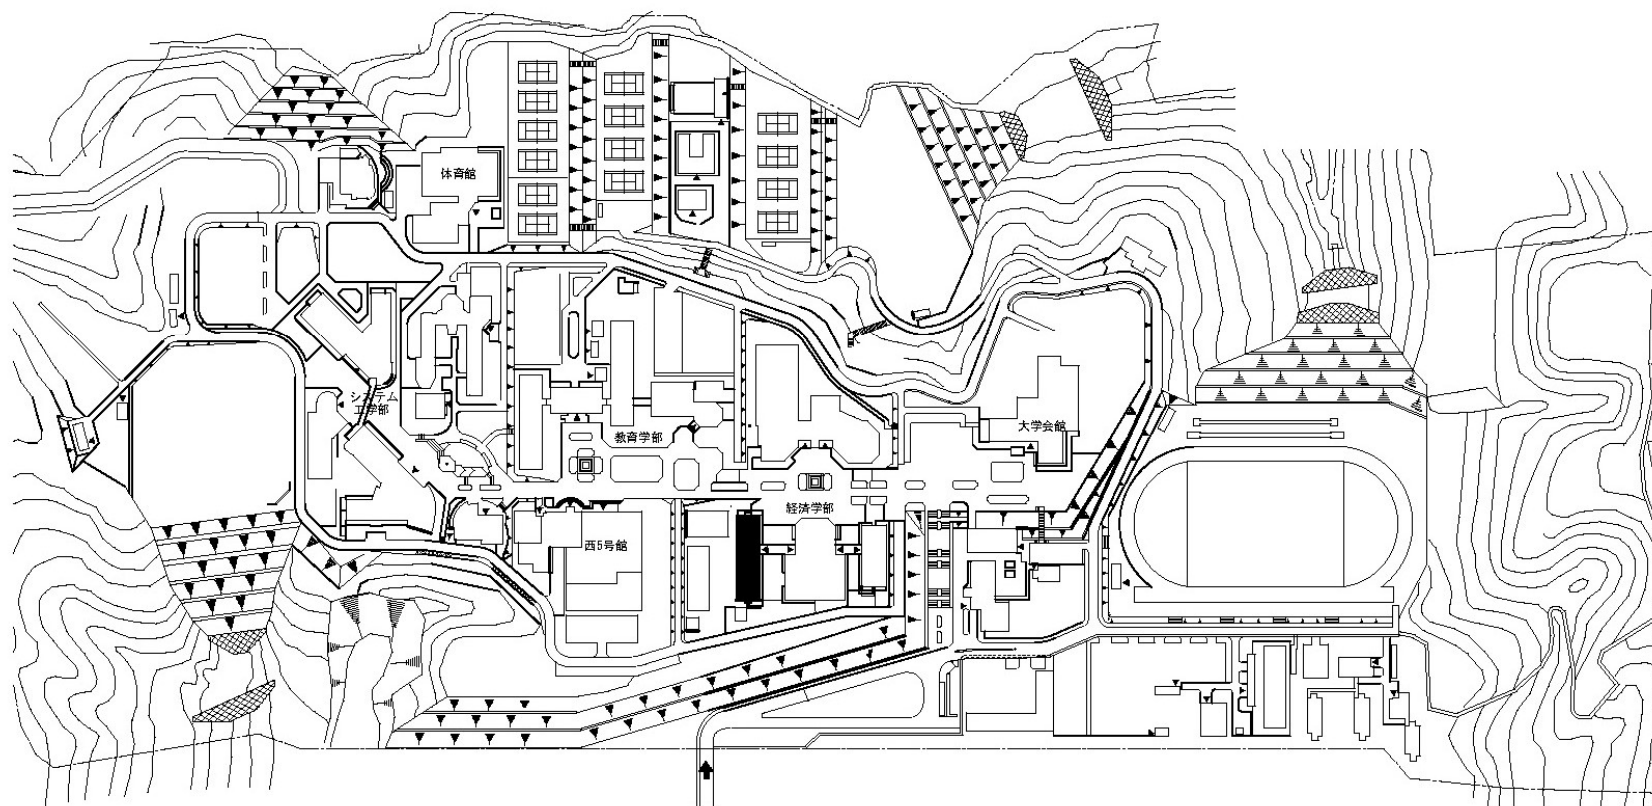 体育館
システム
工学部
教育学部
大学会館
経済学部
西5号館